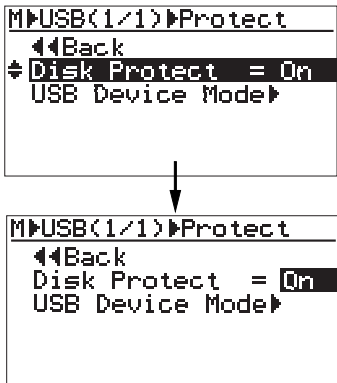 M▶USB(1/1)▶Protect
◀◀Back
Disk Protect = On
USB Device Mode▶
M▶USB(1/1)▶Protect
◀◀Back
Disk Protect = On
USB Device Mode▶